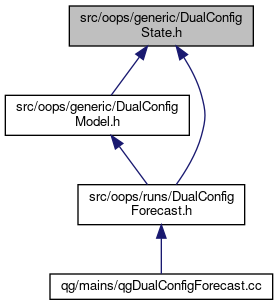 src/oops/generic/DualConfig
State.h
src/oops/generic/DualConfig
Model.h
src/oops/runs/DualConfig
Forecast.h
qg/mains/qgDualConfigForecast.cc